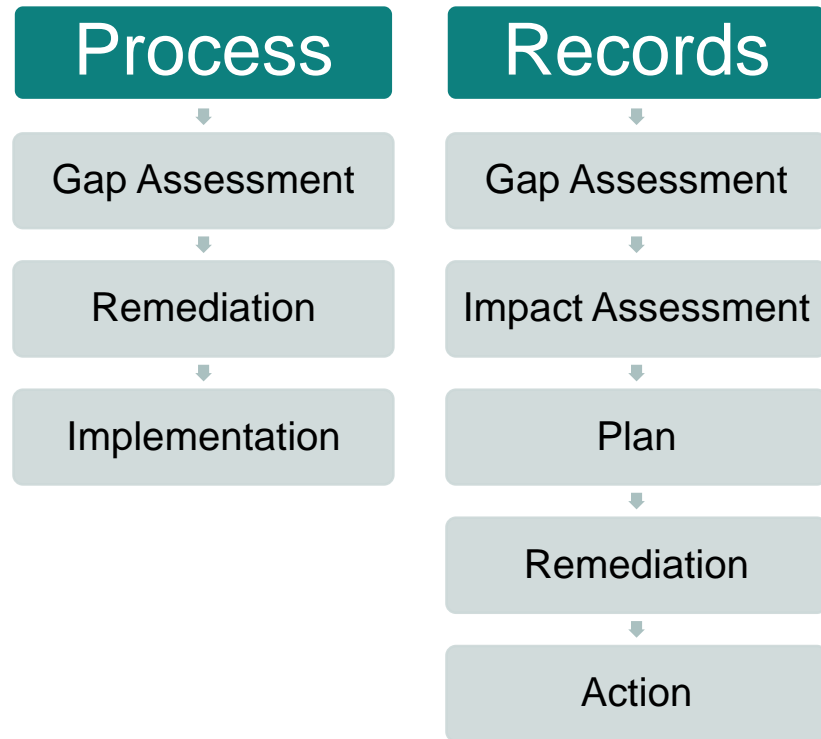 Process
Gap Assessment
Remediation
Implementation
Records
Gap Assessment
Impact Assessment
Plan
Remediation
Action